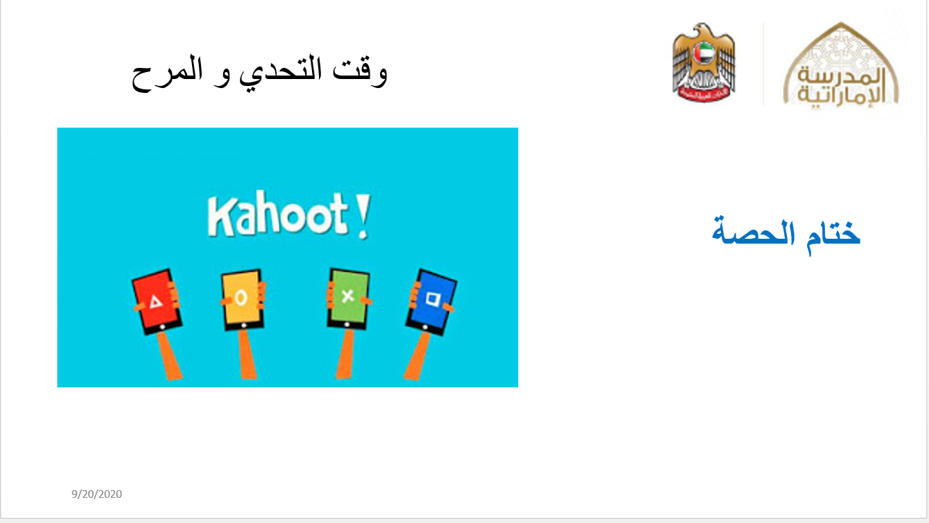 وقت التحدي و المرح
المدرسة
الإماراتية
Kahoot!
ختام الحصة
9/20/2020